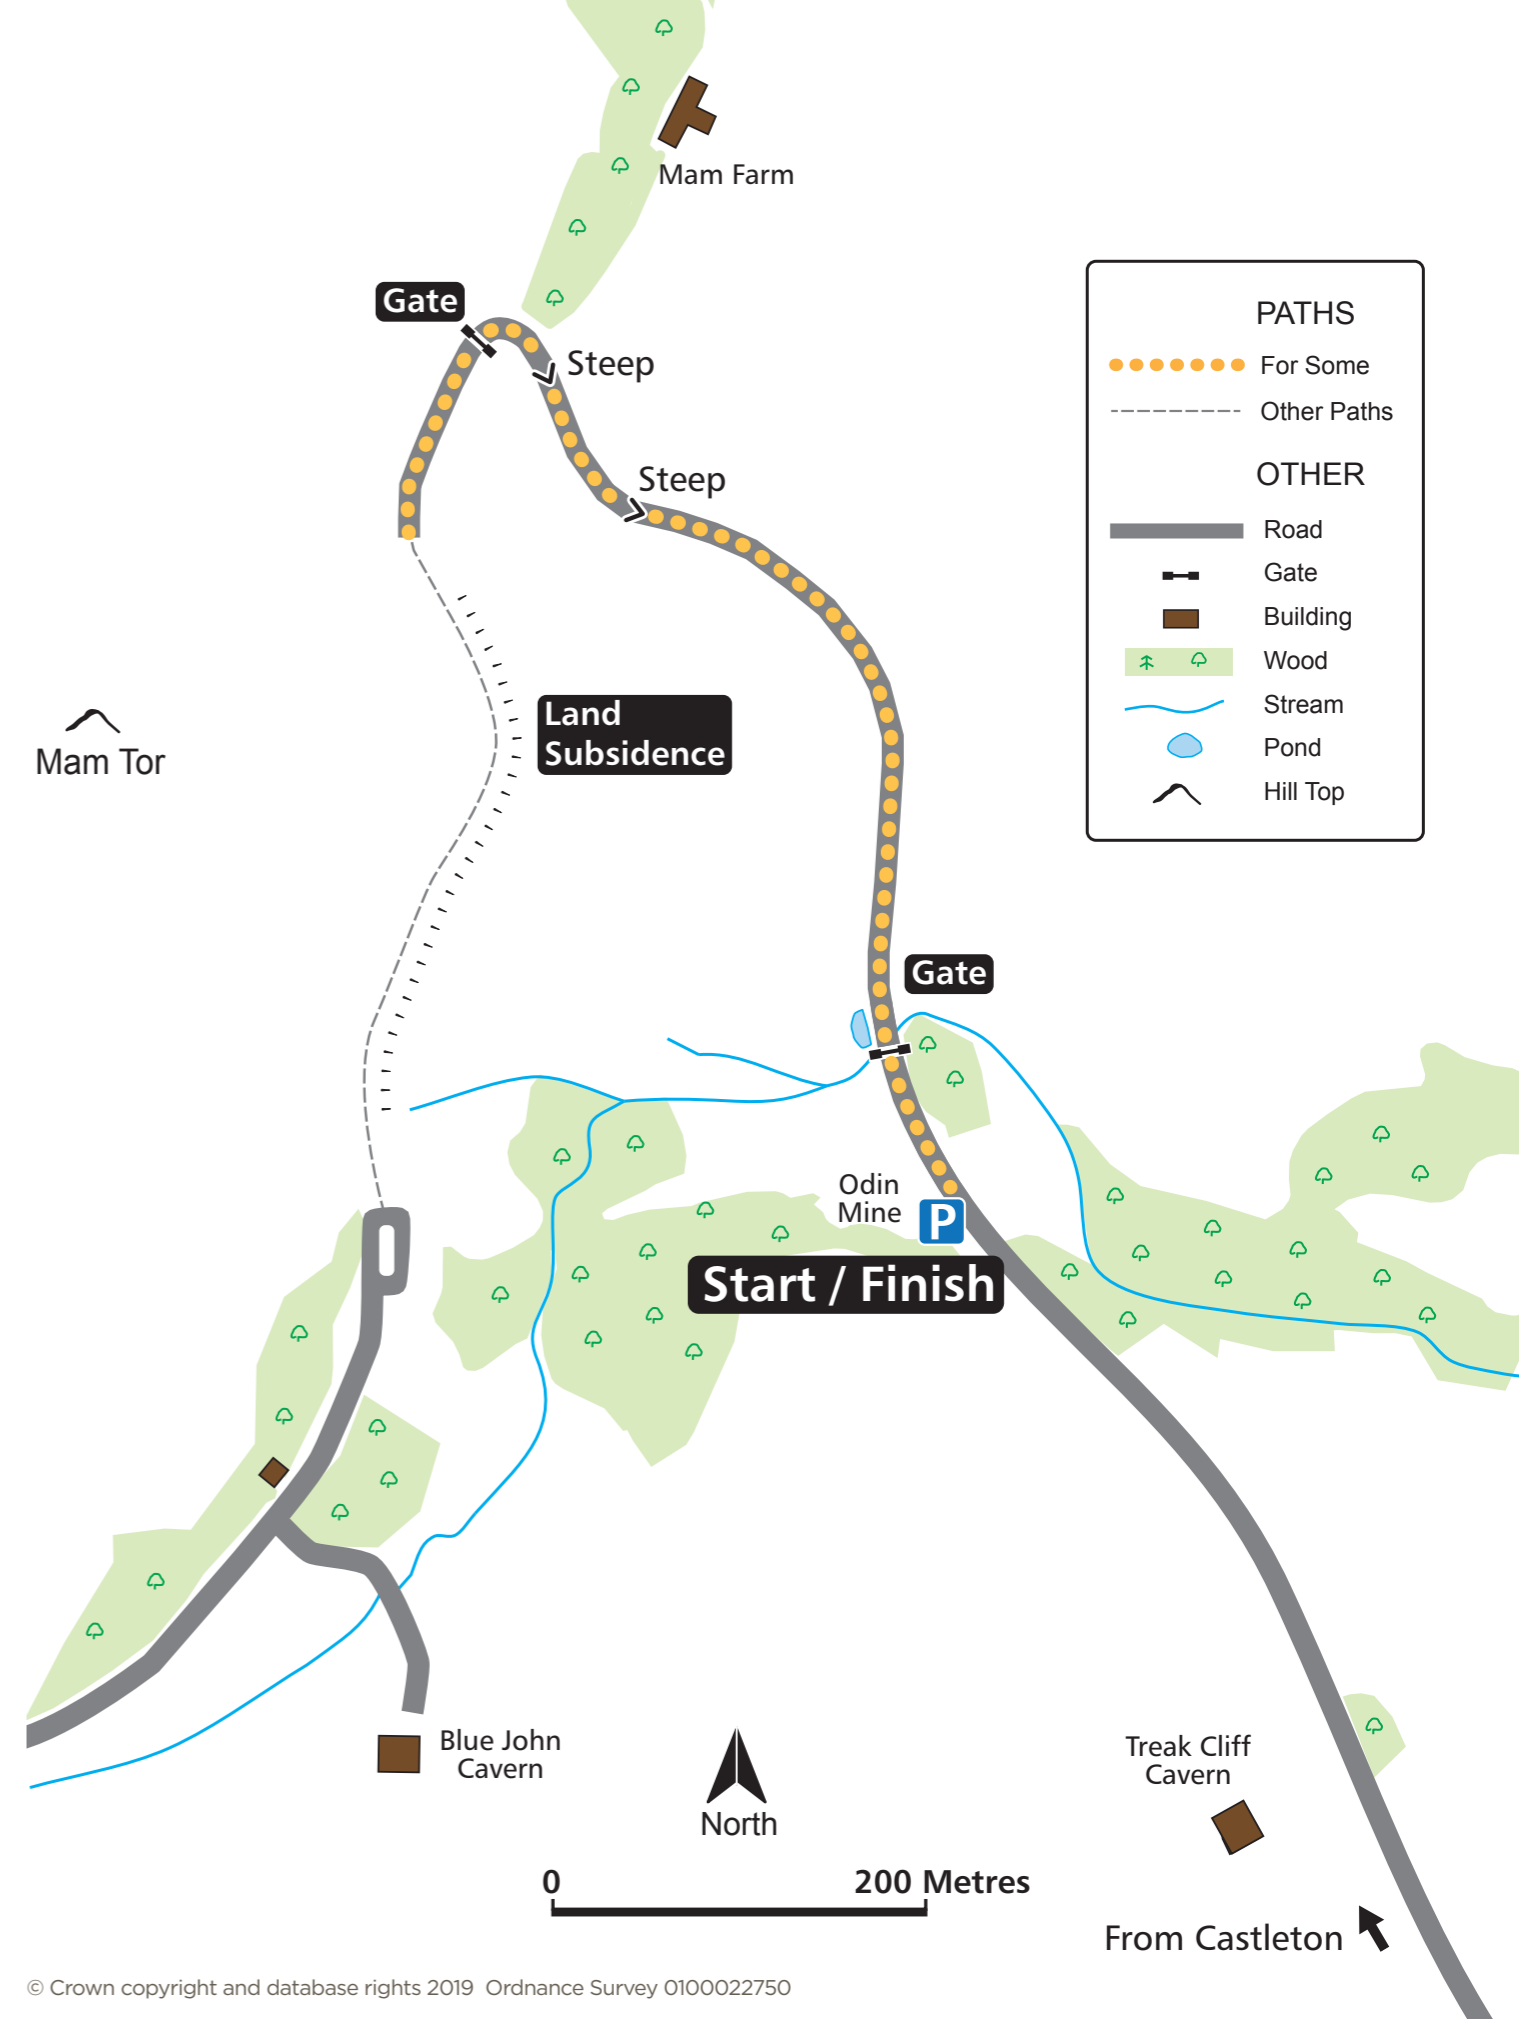 Mam Farm
Gate
Steep
Steep
PATHS
For Some
Other Paths
OTHER
Road
Gate
Building
Wood
Stream
Pond
Hill Top
Land
Subsidence
Mam Tor
Gate
Odin
Mine
P
Start / Finish
Blue John
Cavern
North
Treak Cliff
Cavern
0
200 Metres
From Castleton
© Crown copyright and database rights 2019 Ordnance Survey 0100022750